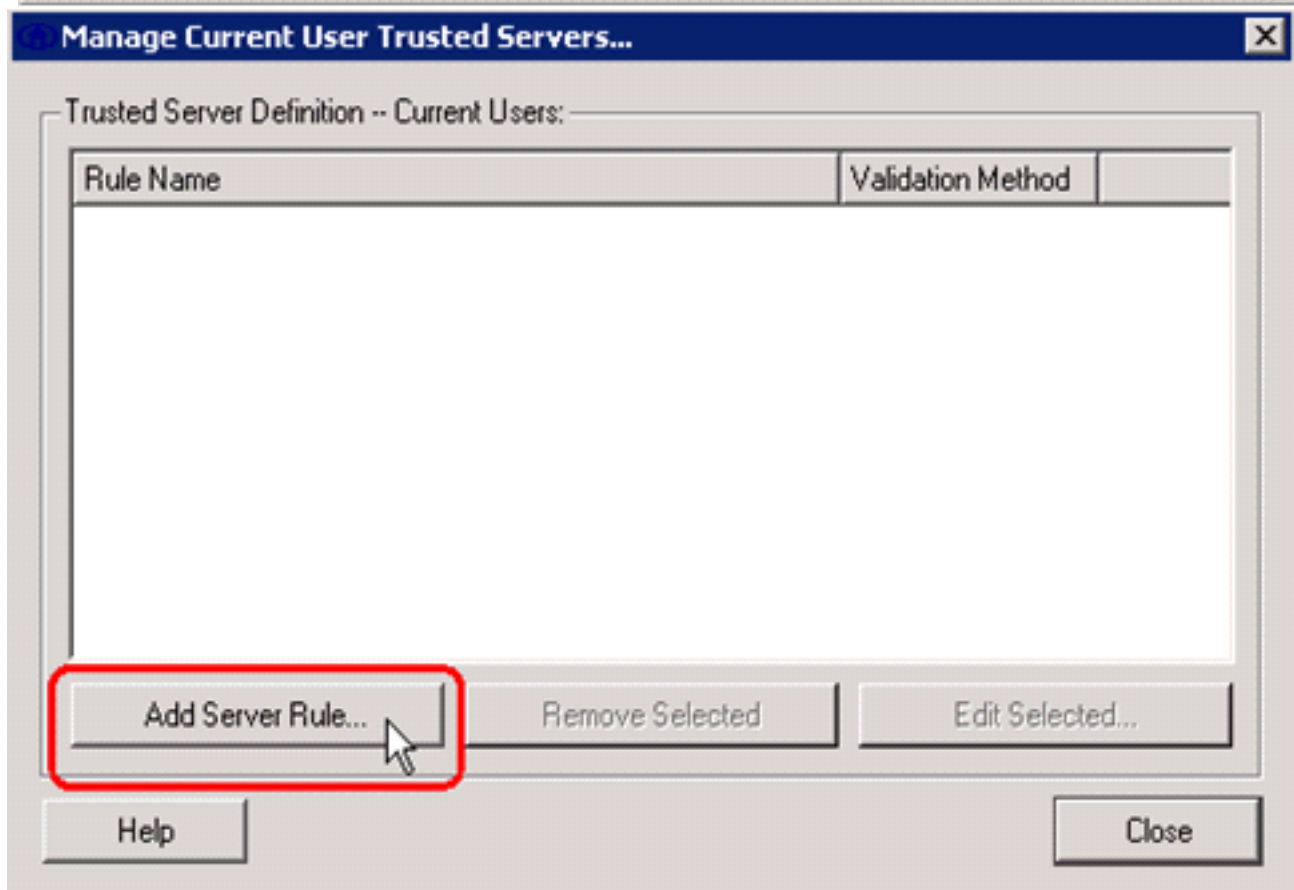 Manage Current User Trusted Servers...
Trusted Server Definition -- Current Users:
Rule Name Validation Method
Add Server Rule... Remove Selected Edit Selected...
Help Close